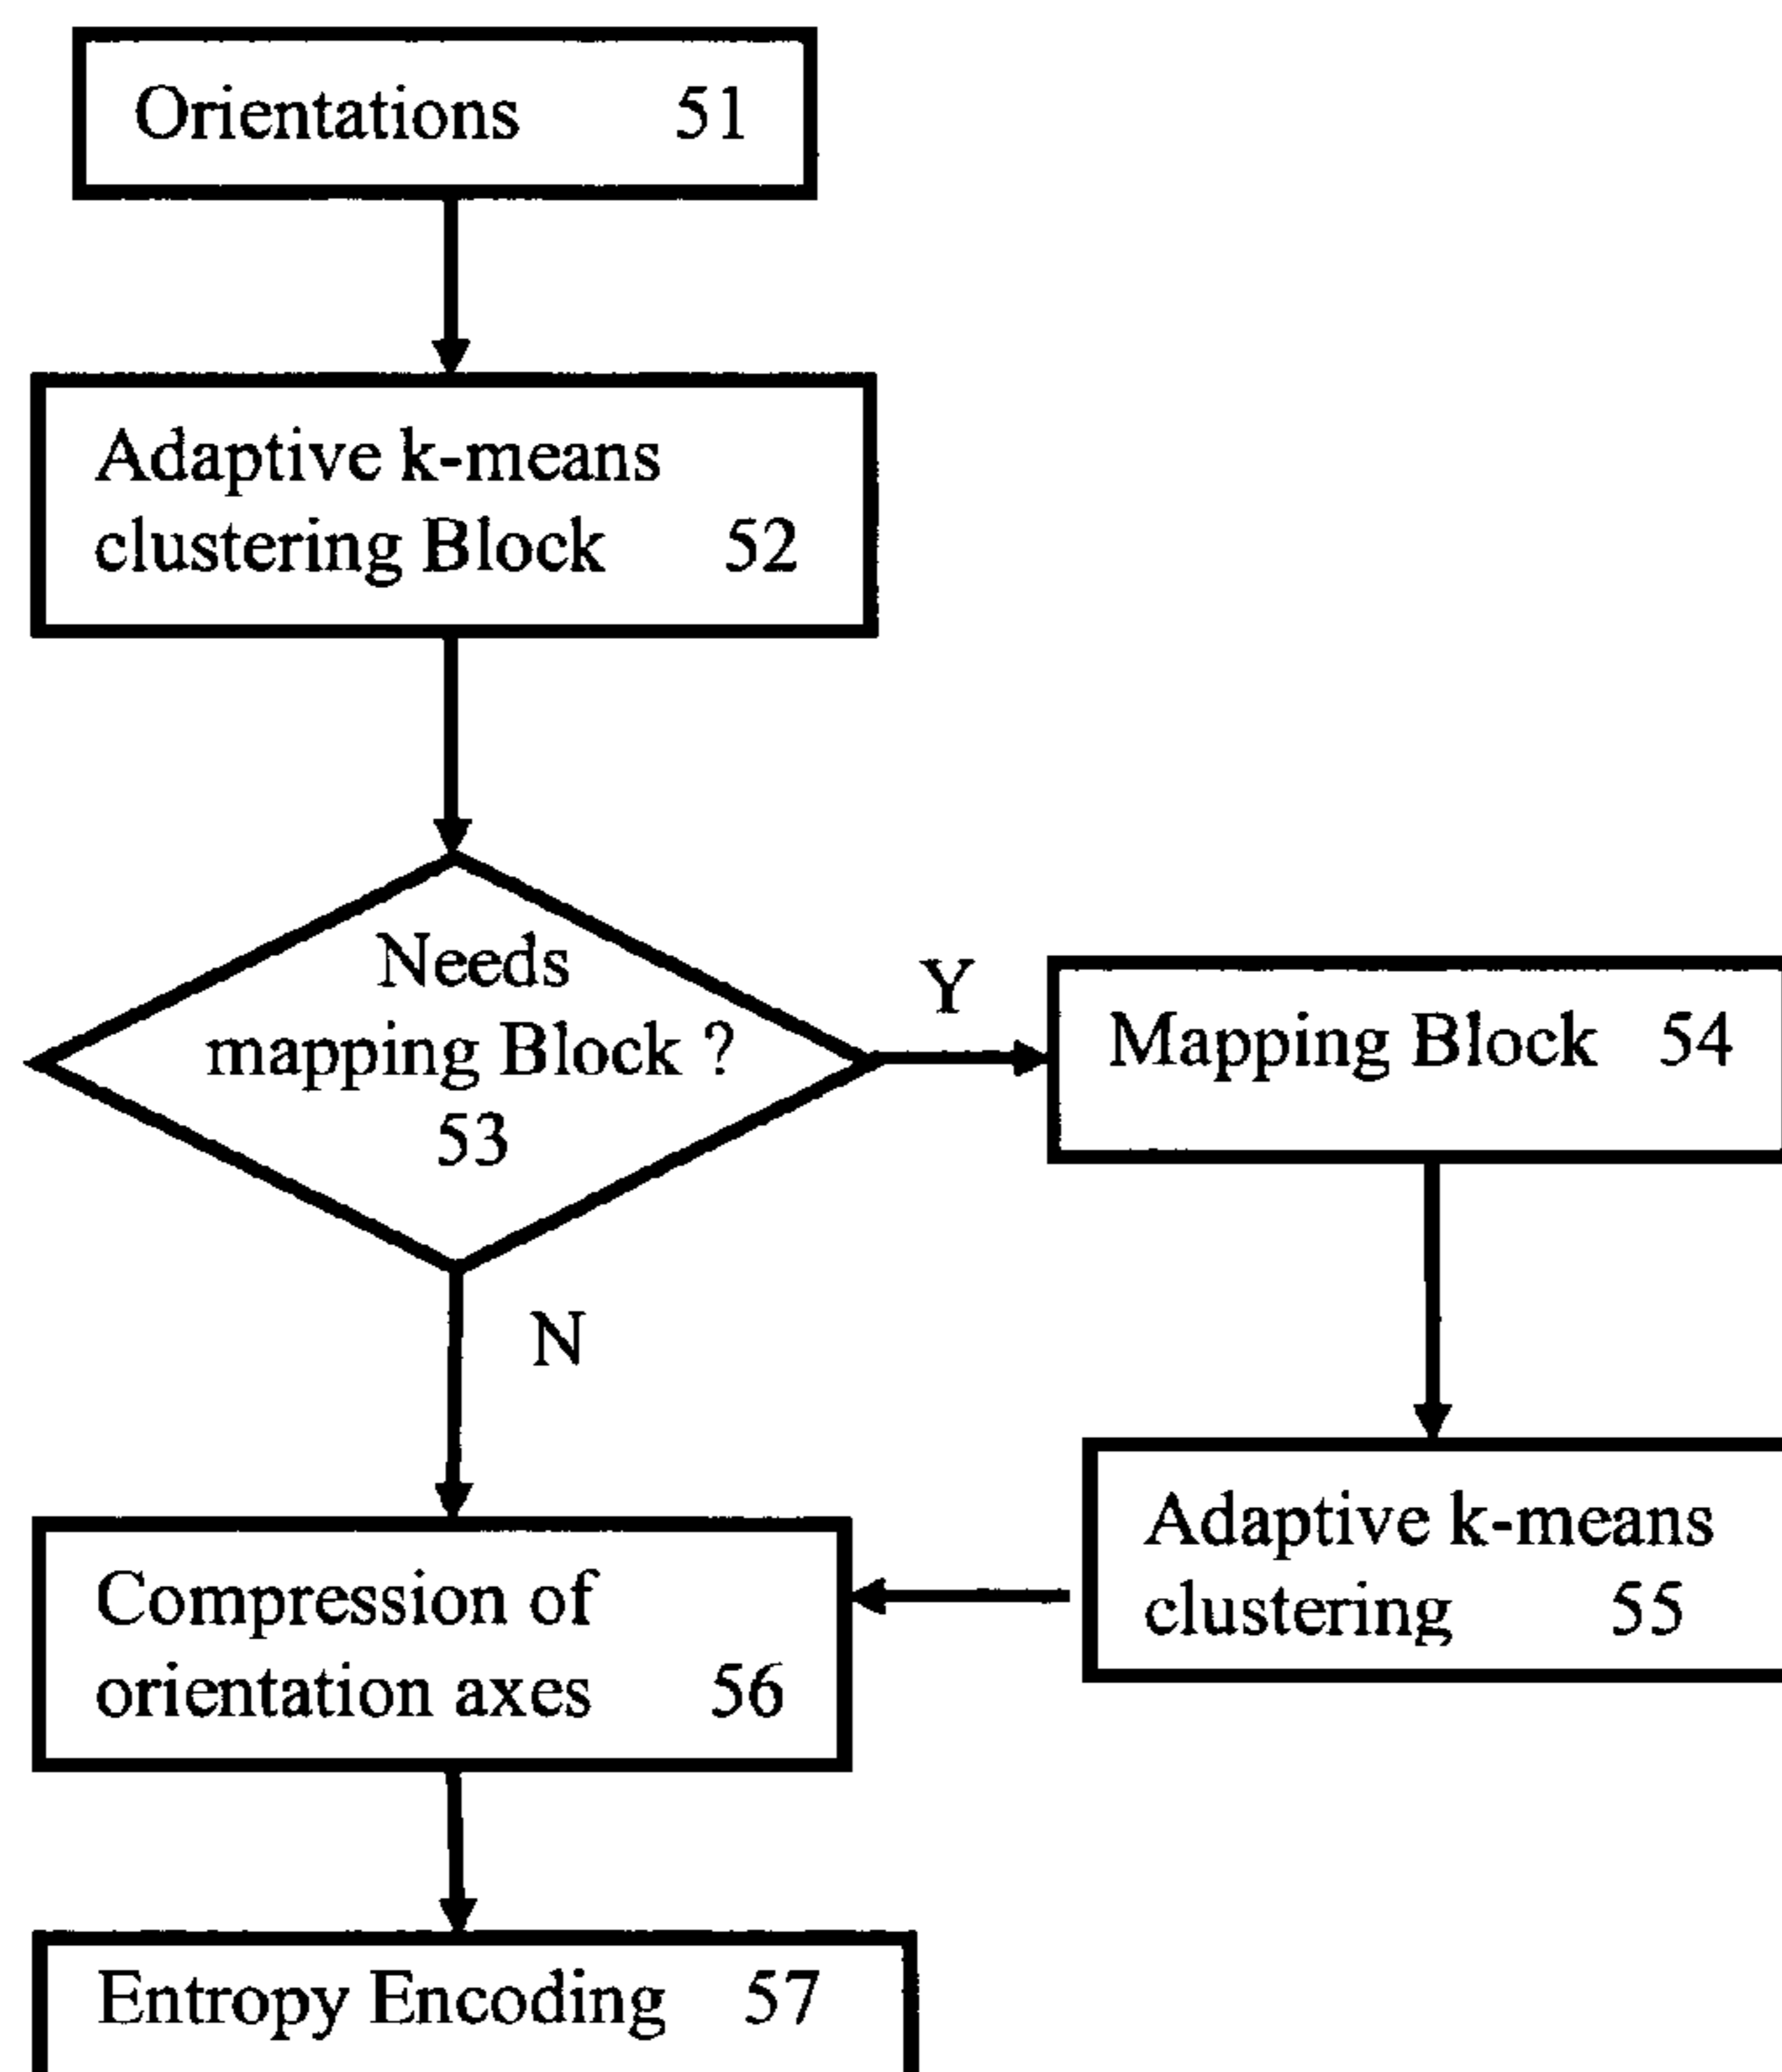 Orientations 51
Adaptive k-means
clustering Block 52
Needs
mapping Block ?
53
Y
Mapping Block 54
N
Adaptive k-means
clustering 55
Compression of
orientation axes 56
Entropy Encoding 57